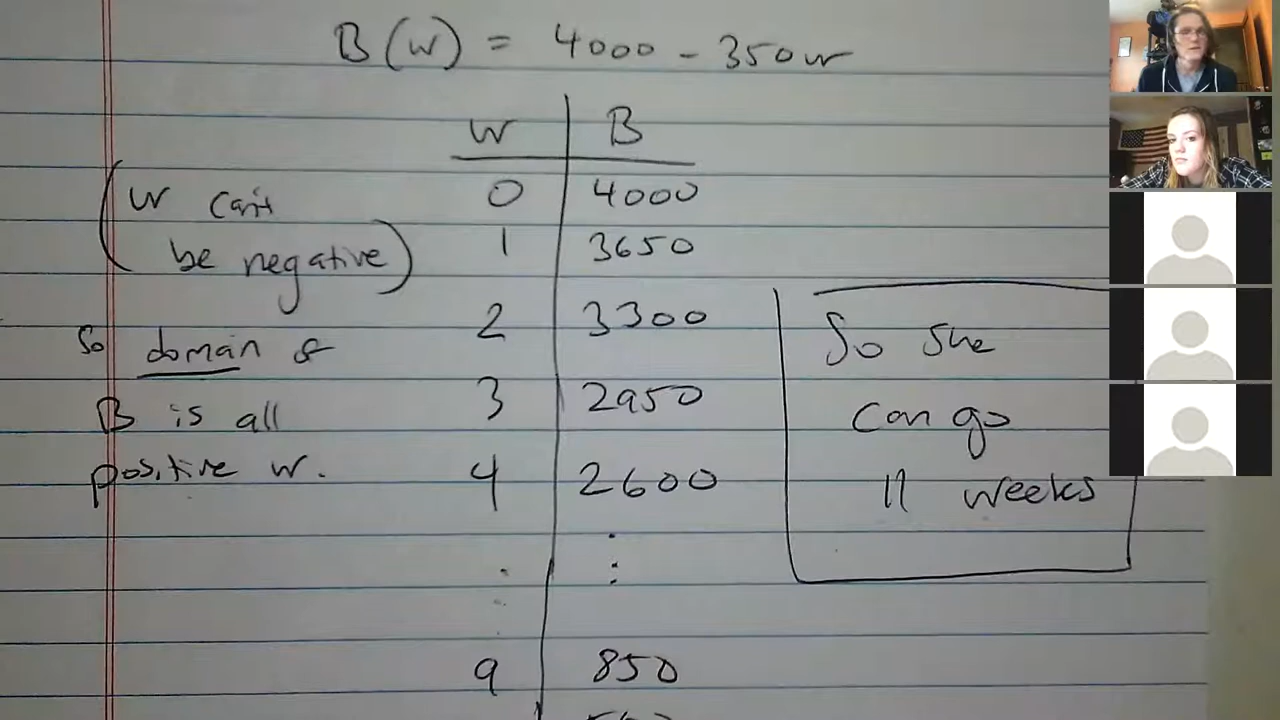 B(w) = 4000 - 350w
w B
0 4000
1 3650
2 3300
3 2950
4 2600
9 850
(w can't
be negative)
So doman of
B is all
positive w.
So she
can go
11 weeks